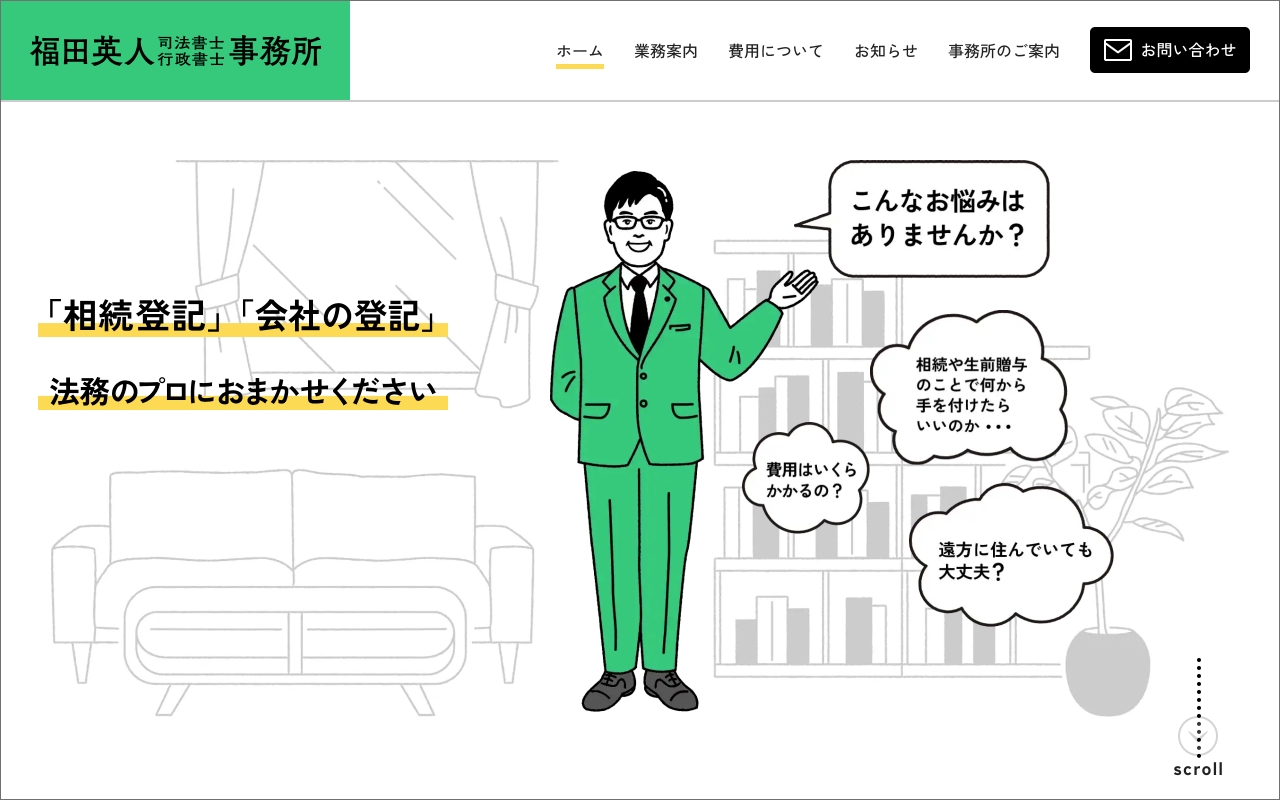 福田英人司法書士行政書士事務所
ホーム
業務案内
費用について
お知らせ
事務所のご案内
お問い合わせ
こんなお悩みは
ありませんか？
「相続登記」「会社の登記」
法務のプロにおまかせください
相続や生前贈与
のことで何から
手を付けたら
いいのか・・・
費用はいくら
かかるの？
遠方に住んでいても
大丈夫？
scroll